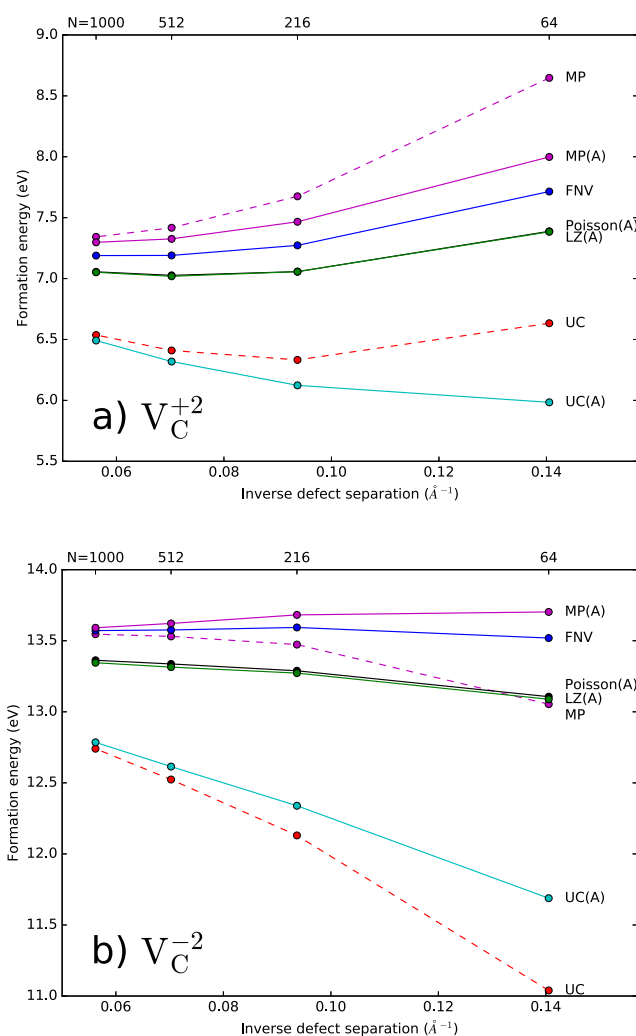 N=1000 512 216 64
9.0
8.5
8.0
7.5
7.0
6.5
6.0
5.5
Formation energy (eV)
MP
MP(A)
FNV
Poisson(A)
LZ(A)
UC
UC(A)
a) V_C^{+2}
0.06 0.08 0.10 0.12 0.14
Inverse defect separation (Å⁻¹)
N=1000 512 216 64
14.0
13.5
13.0
12.5
12.0
11.5
11.0
Formation energy (eV)
MP(A)
FNV
Poisson(A)
LZ(A)
MP
UC(A)
UC
b) V_C^{-2}
0.06 0.08 0.10 0.12 0.14
Inverse defect separation (Å⁻¹)